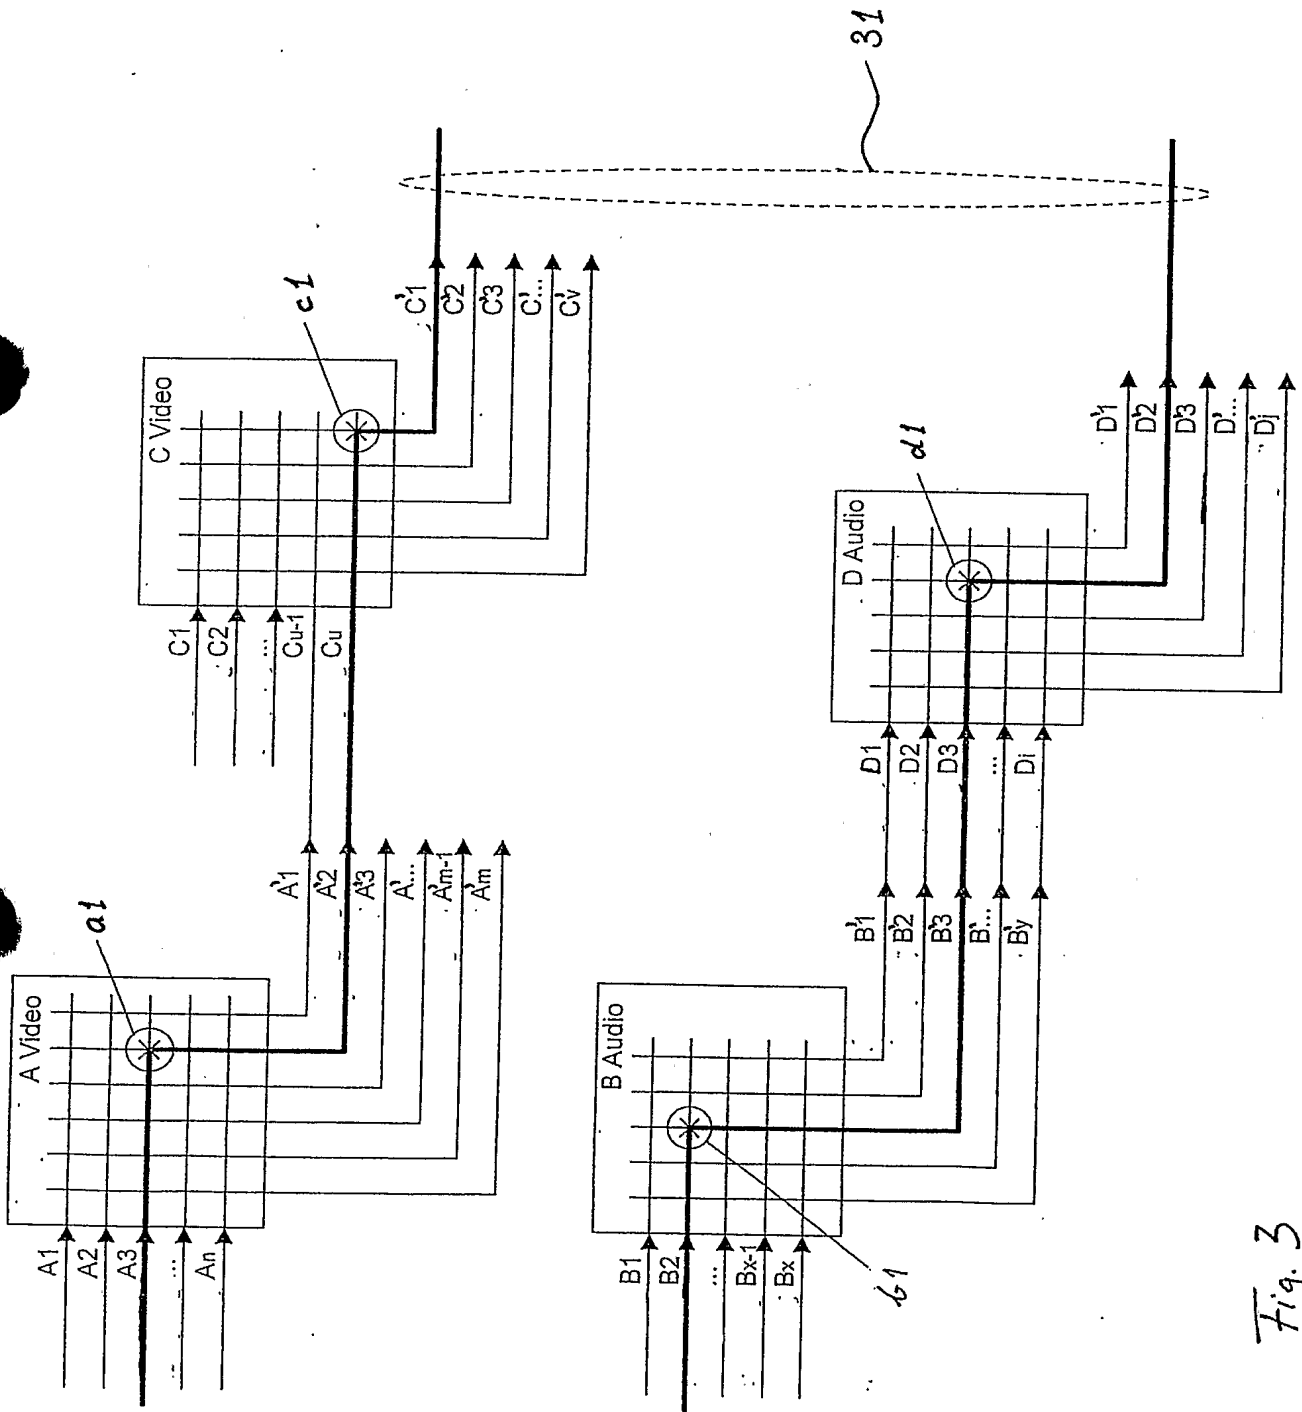 A Video
a1
A1
A2
A3
...
An
A'1
A'2
A'3
A'...
A'm-1
A'm
C Video
c1
C1
C2
...
Cu-1
Cu
C'1
C'2
C'3
C'...
C'v
31
B Audio
b1
B1
B2
...
Bx-1
Bx
B'1
B'2
B'3
B'...
B'y
D Audio
d1
D1
D2
D3
...
Di
D'1
D'2
D'3
D'...
D'j
Fig. 3